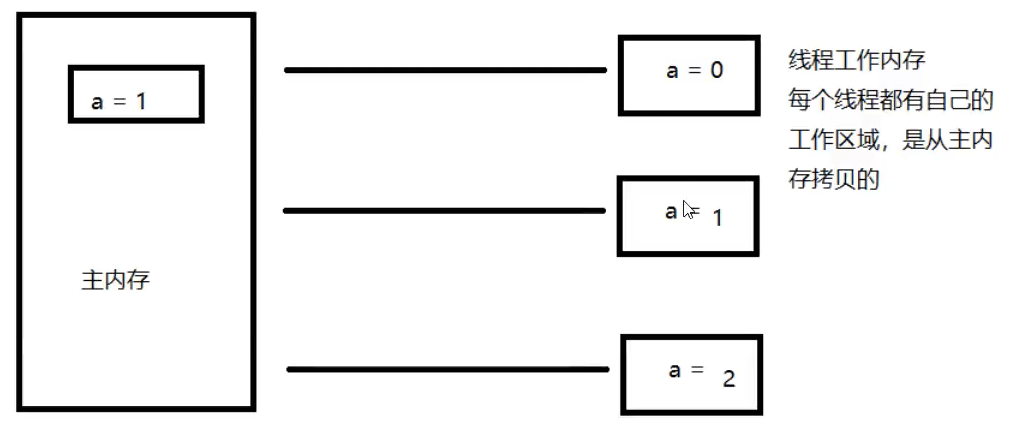 a = 1
主内存
a = 0
a = 1
a = 2
线程工作内存
每个线程都有自己的
工作区域，是从主内
存拷贝的